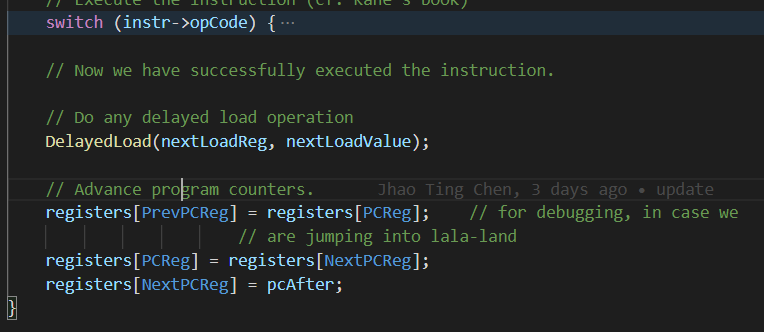 // Execute the instruction (cf. Kane's book)
switch (instr->opCode) { ...
// Now we have successfully executed the instruction.
// Do any delayed load operation
DelayedLoad(nextLoadReg, nextLoadValue);
// Advance program counters. Jhao Ting Chen, 3 days ago • update
registers[PrevPCReg] = registers[PCReg]; // for debugging, in case we
// are jumping into lala-land
registers[PCReg] = registers[NextPCReg];
registers[NextPCReg] = pcAfter;
}